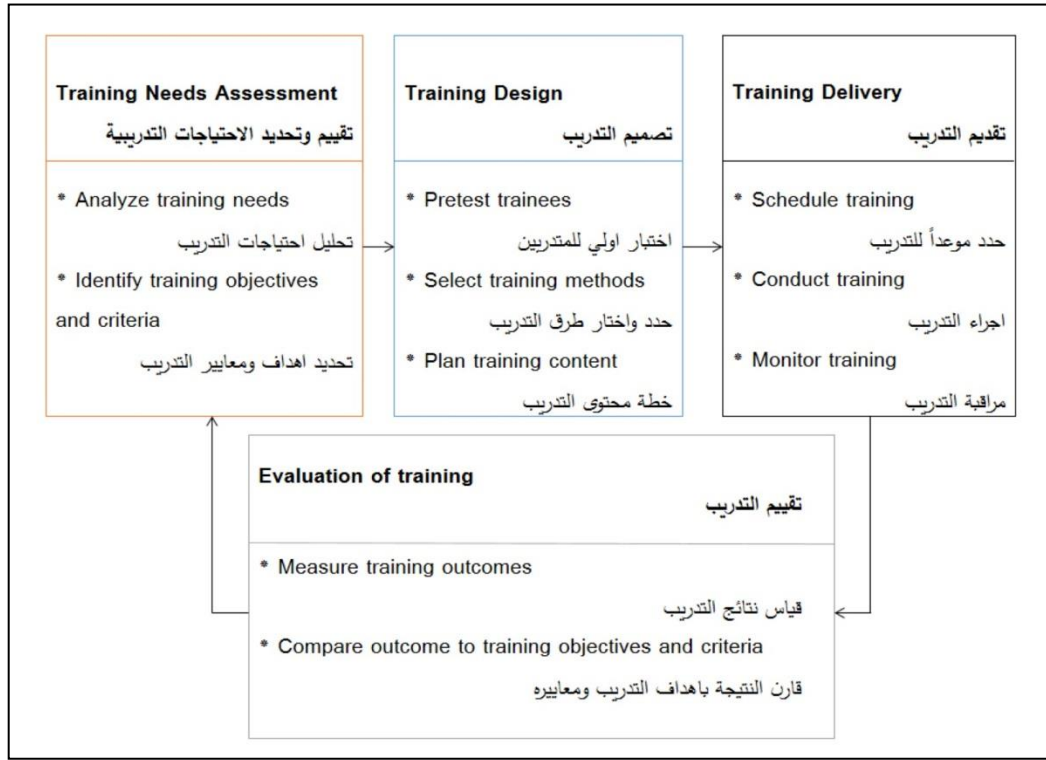 Training Needs Assessment
تقييم وتحديد الاحتياجات التدريبية
* Analyze training needs
تحليل احتياجات التدريب
* Identify training objectives
and criteria
تحديد اهداف ومعايير التدريب
Training Design
تصميم التدريب
* Pretest trainees
اختبار اولي للمتدربين
* Select training methods
حدد واختار طرق التدريب
* Plan training content
خطة محتوى التدريب
Training Delivery
تقديم التدريب
* Schedule training
حدد موعداً للتدريب
* Conduct training
اجراء التدريب
* Monitor training
مراقبة التدريب
Evaluation of training
تقييم التدريب
* Measure training outcomes
قياس نتائج التدريب
* Compare outcome to training objectives and criteria
قارن النتيجة باهداف التدريب ومعاييره